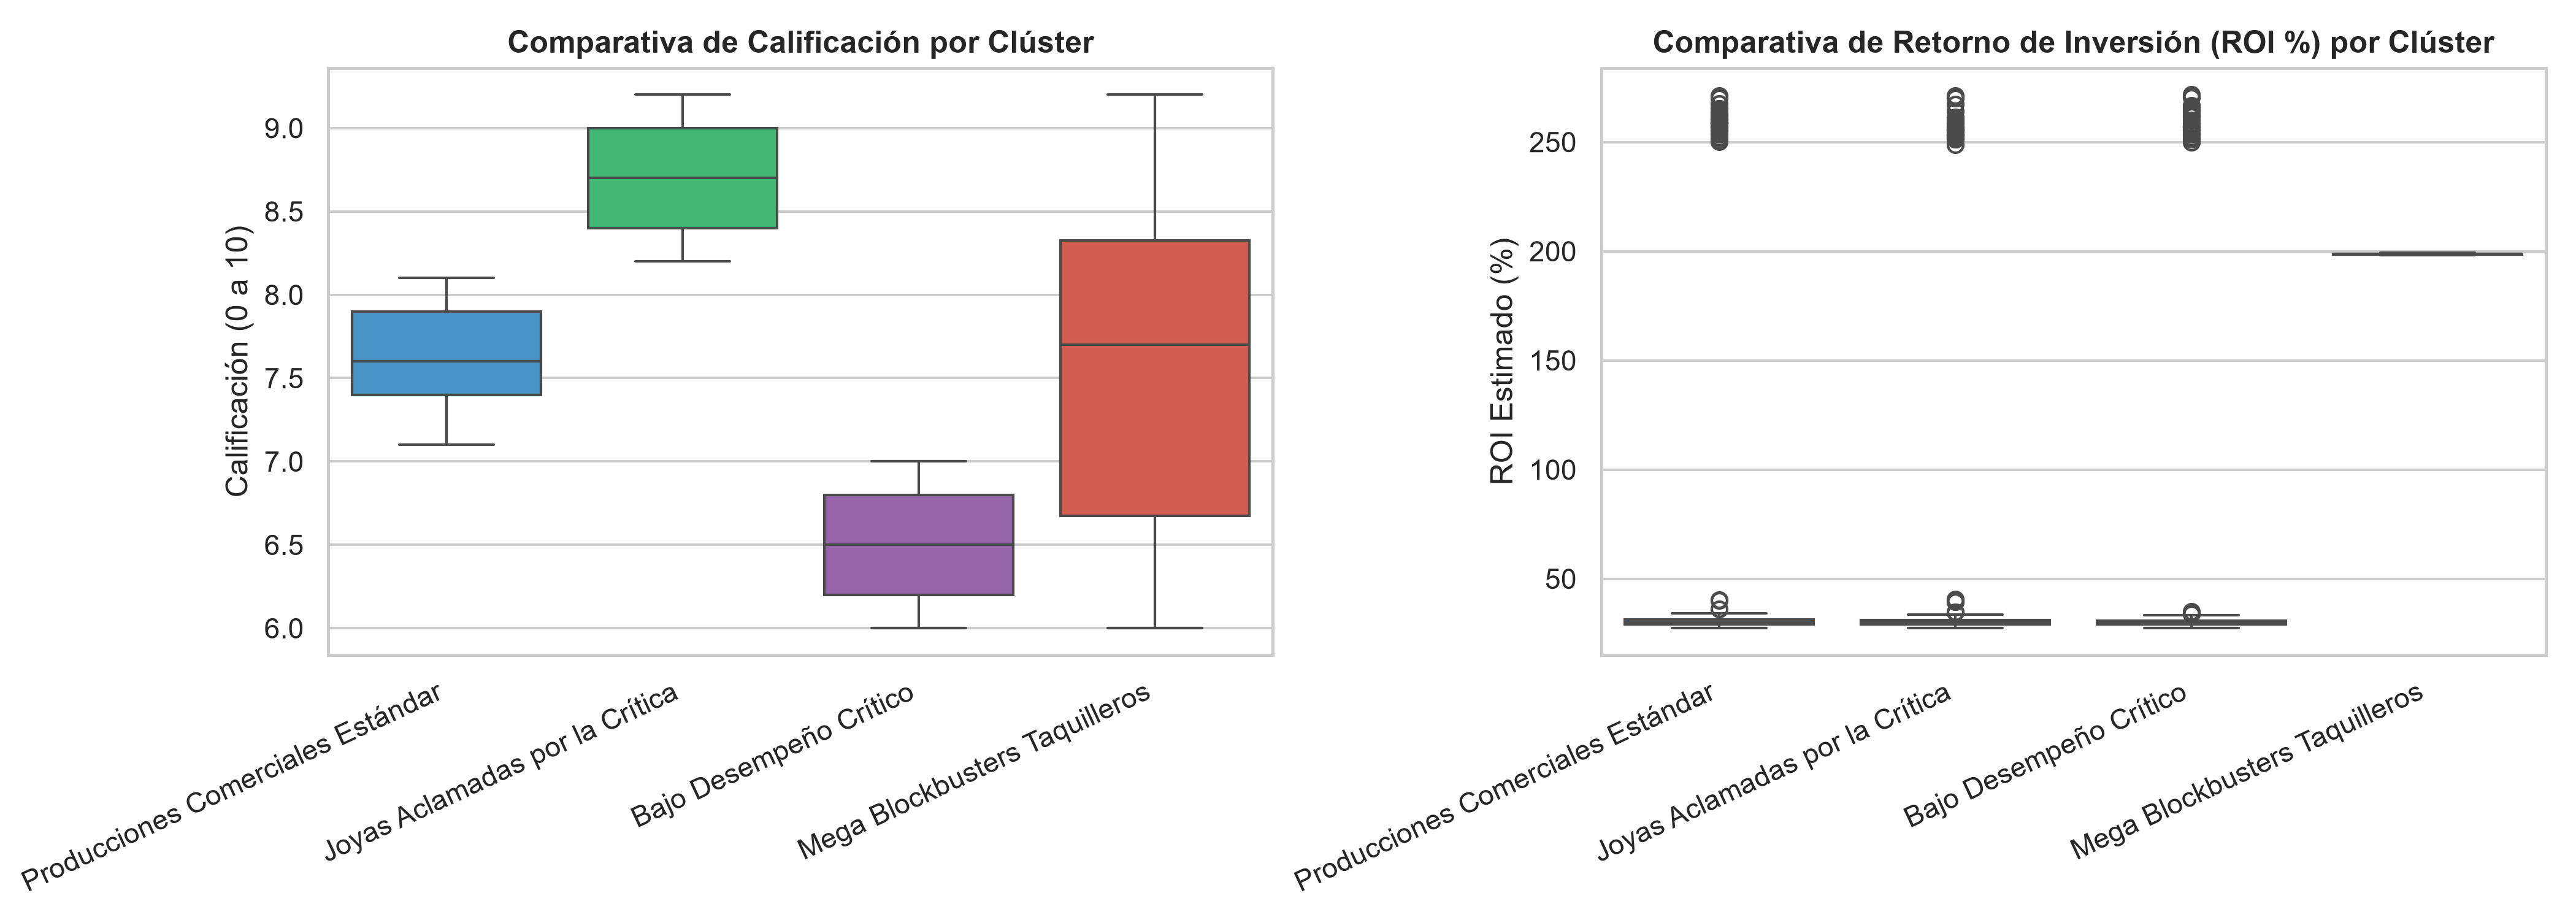 Comparativa de Calificación por Clúster
Calificación (0 a 10)
9.0
8.5
8.0
7.5
7.0
6.5
6.0
Producciones Comerciales Estándar
Joyas Aclamadas por la Crítica
Bajo Desempeño Crítico
Mega Blockbusters Taquilleros
Comparativa de Retorno de Inversión (ROI %) por Clúster
ROI Estimado (%)
250
200
150
100
50
Producciones Comerciales Estándar
Joyas Aclamadas por la Crítica
Bajo Desempeño Crítico
Mega Blockbusters Taquilleros